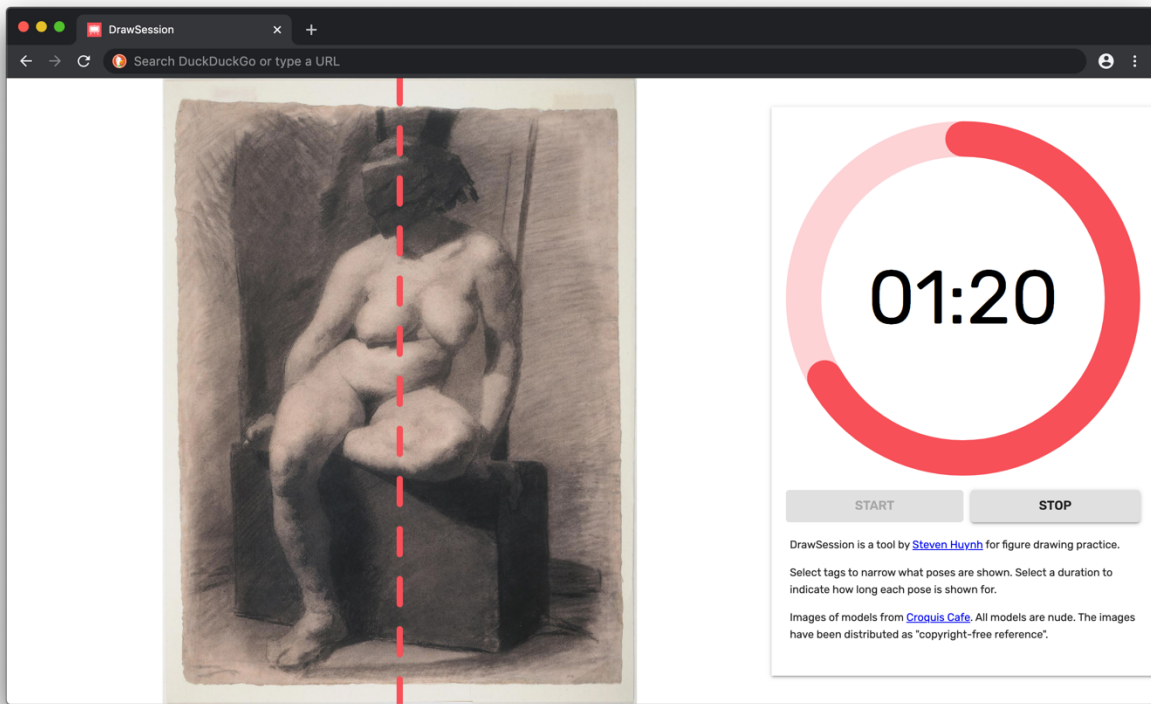 DrawSession
Search DuckDuckGo or type a URL
01:20
START STOP
DrawSession is a tool by Steven Huynh for figure drawing practice.
Select tags to narrow what poses are shown. Select a duration to
indicate how long each pose is shown for.
Images of models from Croquis Cafe. All models are nude. The images
have been distributed as "copyright-free reference".